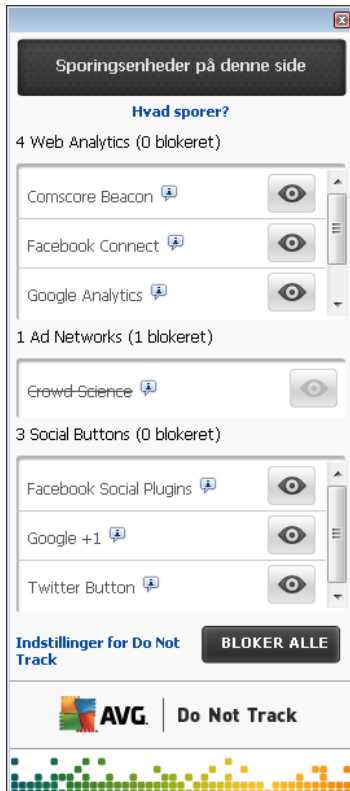 Sporingsenheder på denne side
Hvad sporer?
4 Web Analytics (0 blokeret)
Comscore Beacon
Facebook Connect
Google Analytics
1 Ad Networks (1 blokeret)
Crowd Science
3 Social Buttons (0 blokeret)
Facebook Social Plugins
Google +1
Twitter Button
Indstillinger for Do Not
Track
BLOKER ALLE
AVG. Do Not Track